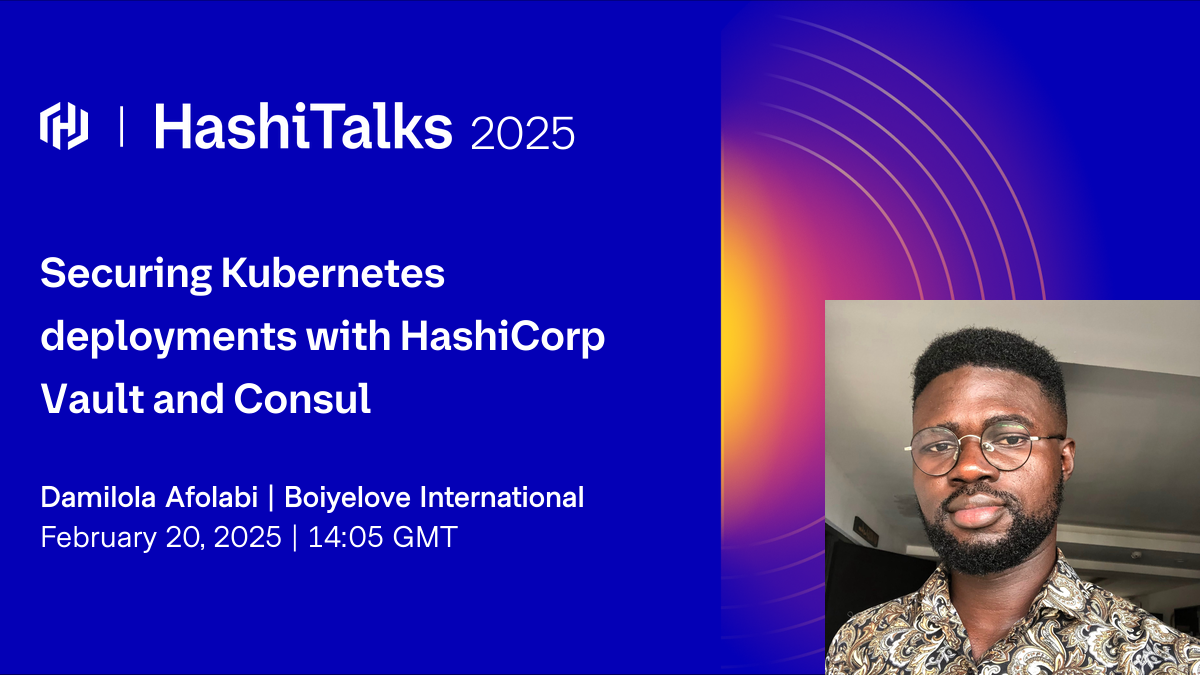 HashiTalks 2025
Securing Kubernetes
deployments with HashiCorp
Vault and Consul
Damilola Afolabi | Boiyelove International
February 20, 2025 | 14:05 GMT